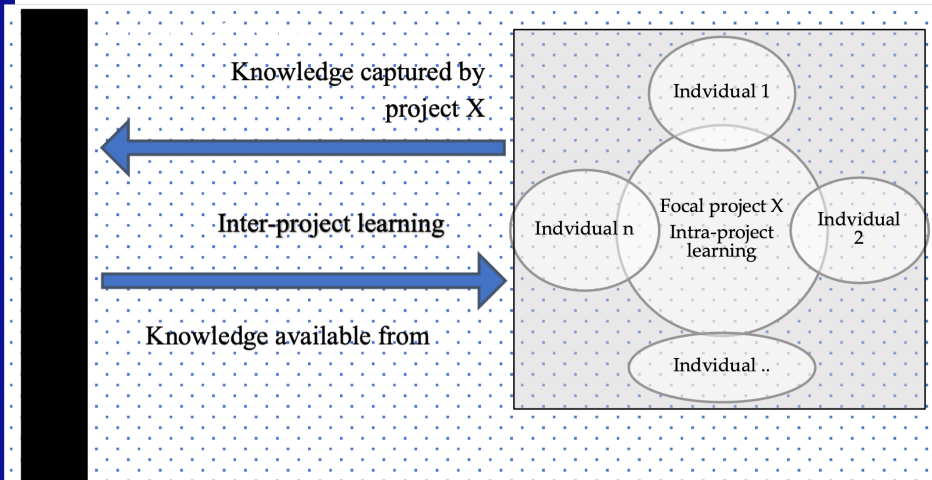 Knowledge captured by
project X
Inter-project learning
Knowledge available from
Indvidual 1
Indvidual n
Focal project X
Intra-project
learning
Indvidual
2
Indvidual ..